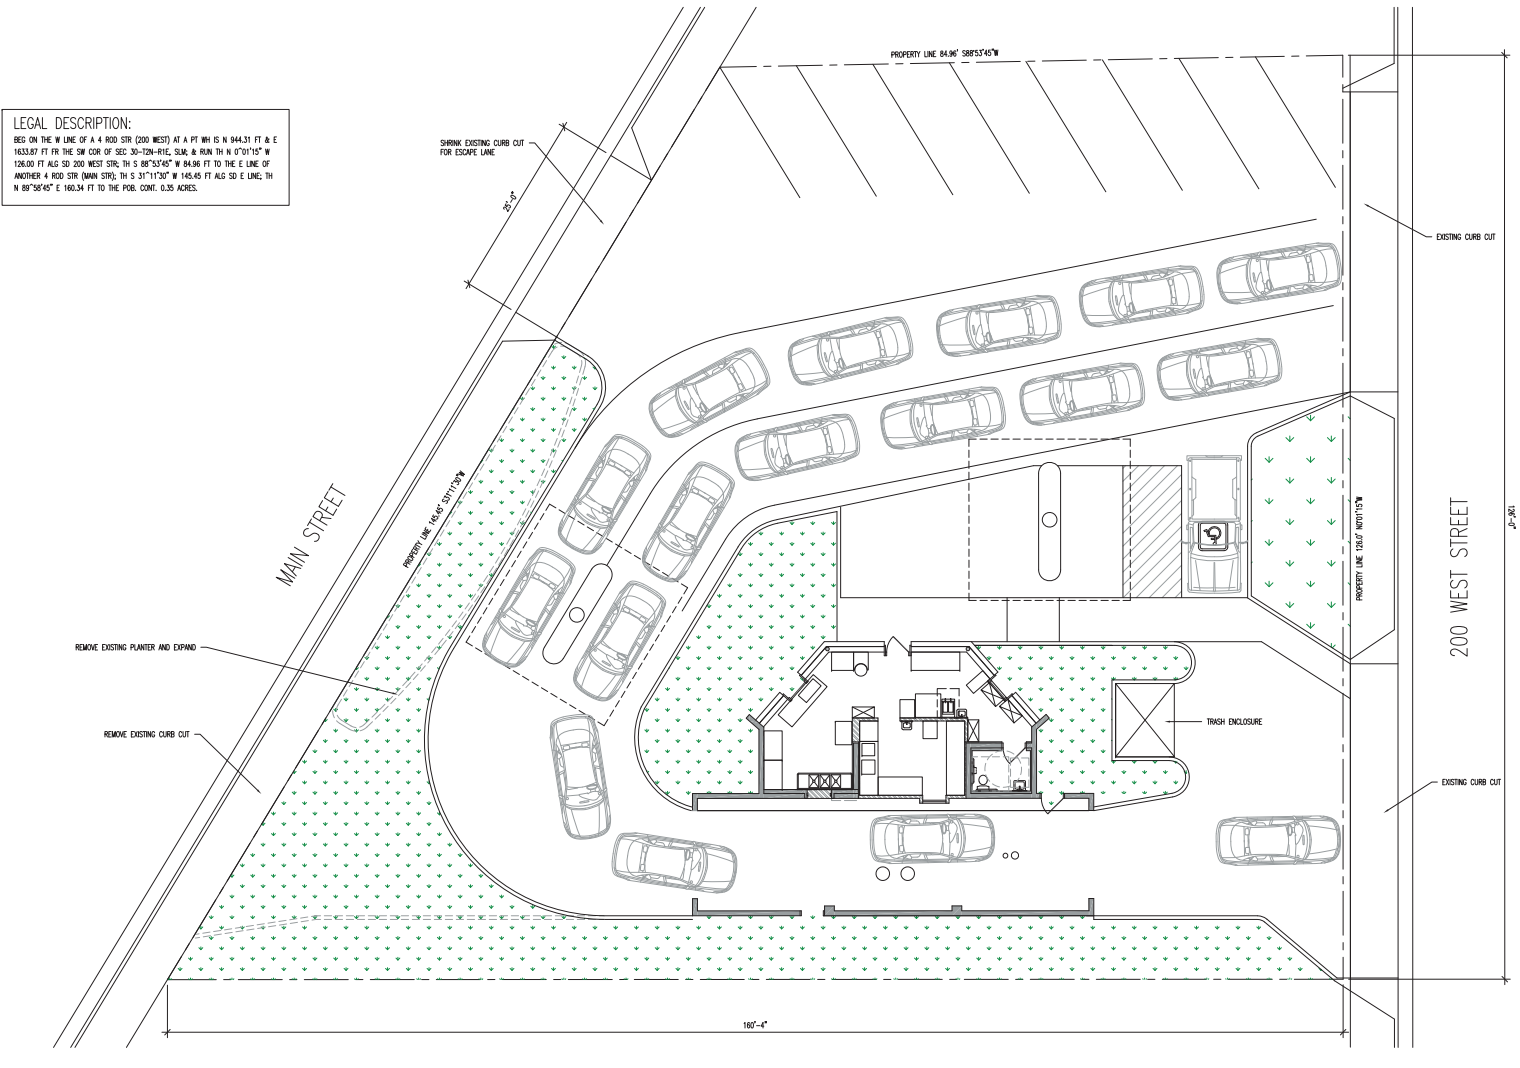 PROPERTY LINE 84.96' S88°53'45"W
LEGAL DESCRIPTION:
BEG ON THE W LINE OF A 4 ROD STR (200 WEST) AT A PT WH IS N 944.31 FT & E
1633.87 FT FR THE SW COR OF SEC 30-T2N-R1E, SLM; & RUN TH N 0^01'15" W
126.00 FT ALG SD 200 WEST STR; TH S 88^53'45" W 84.96 FT TO THE E LINE OF
ANOTHER 4 ROD STR (MAIN STR); TH S 31^11'30" W 145.45 FT ALG SD E LINE; TH
N 89^58'45" E 160.34 FT TO THE POB. CONT. 0.35 ACRES.
SHRINK EXISTING CURB CUT
FOR ESCAPE LANE
25'-0"
EXISTING CURB CUT
MAIN STREET
PROPERTY LINE 145.45' S31°11'30"W
PROPERTY LINE 126.0' N0°01'15"W
200 WEST STREET
126'-0"
REMOVE EXISTING PLANTER AND EXPAND
REMOVE EXISTING CURB CUT
TRASH ENCLOSURE
EXISTING CURB CUT
160'-4"